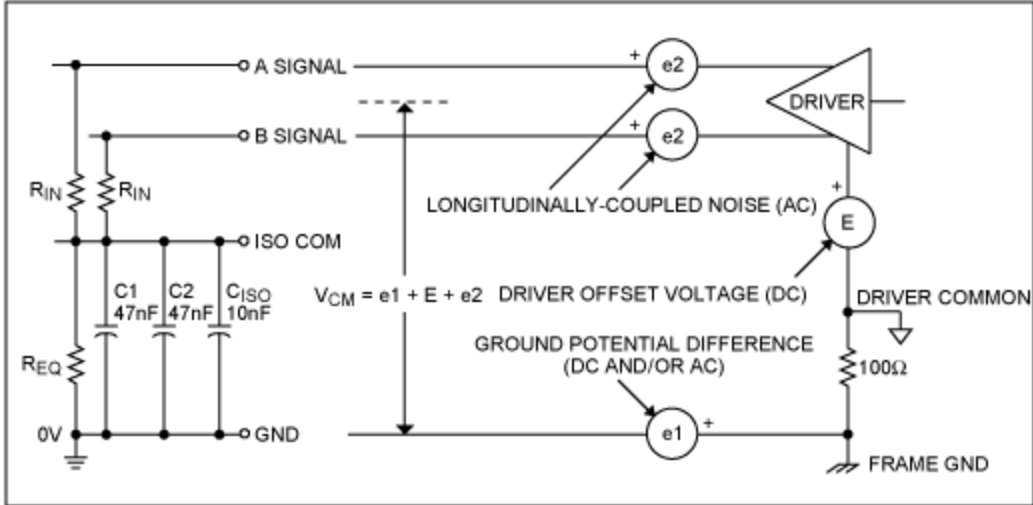 A SIGNAL
e2
DRIVER
B SIGNAL
e2
+
+
RIN
RIN
LONGITUDINALLY-COUPLED NOISE (AC)
+
E
ISO COM
C1
47nF
C2
47nF
CISO
10nF
VCM = e1 + E + e2
DRIVER OFFSET VOLTAGE (DC)
DRIVER COMMON
REQ
GROUND POTENTIAL DIFFERENCE
(DC AND/OR AC)
100Ω
0V
GND
e1
+
FRAME GND